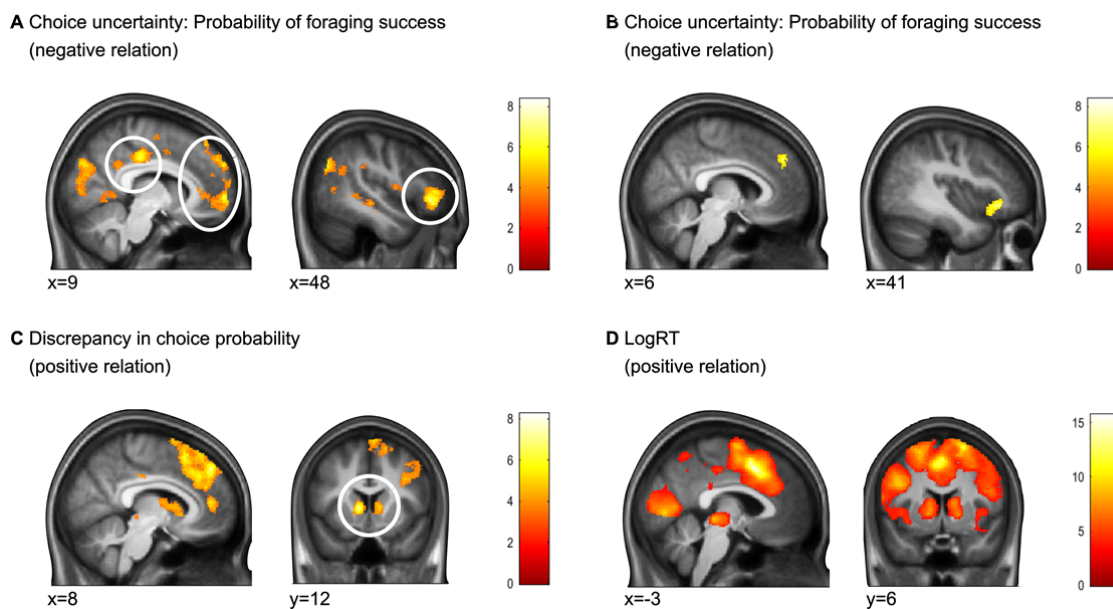 A Choice uncertainty: Probability of foraging success
(negative relation)
8
6
4
2
0
x=9
x=48
B Choice uncertainty: Probability of foraging success
(negative relation)
8
6
4
2
0
x=6
x=41
C Discrepancy in choice probability
(positive relation)
8
6
4
2
0
x=8
y=12
D LogRT
(positive relation)
15
10
5
0
x=-3
y=6